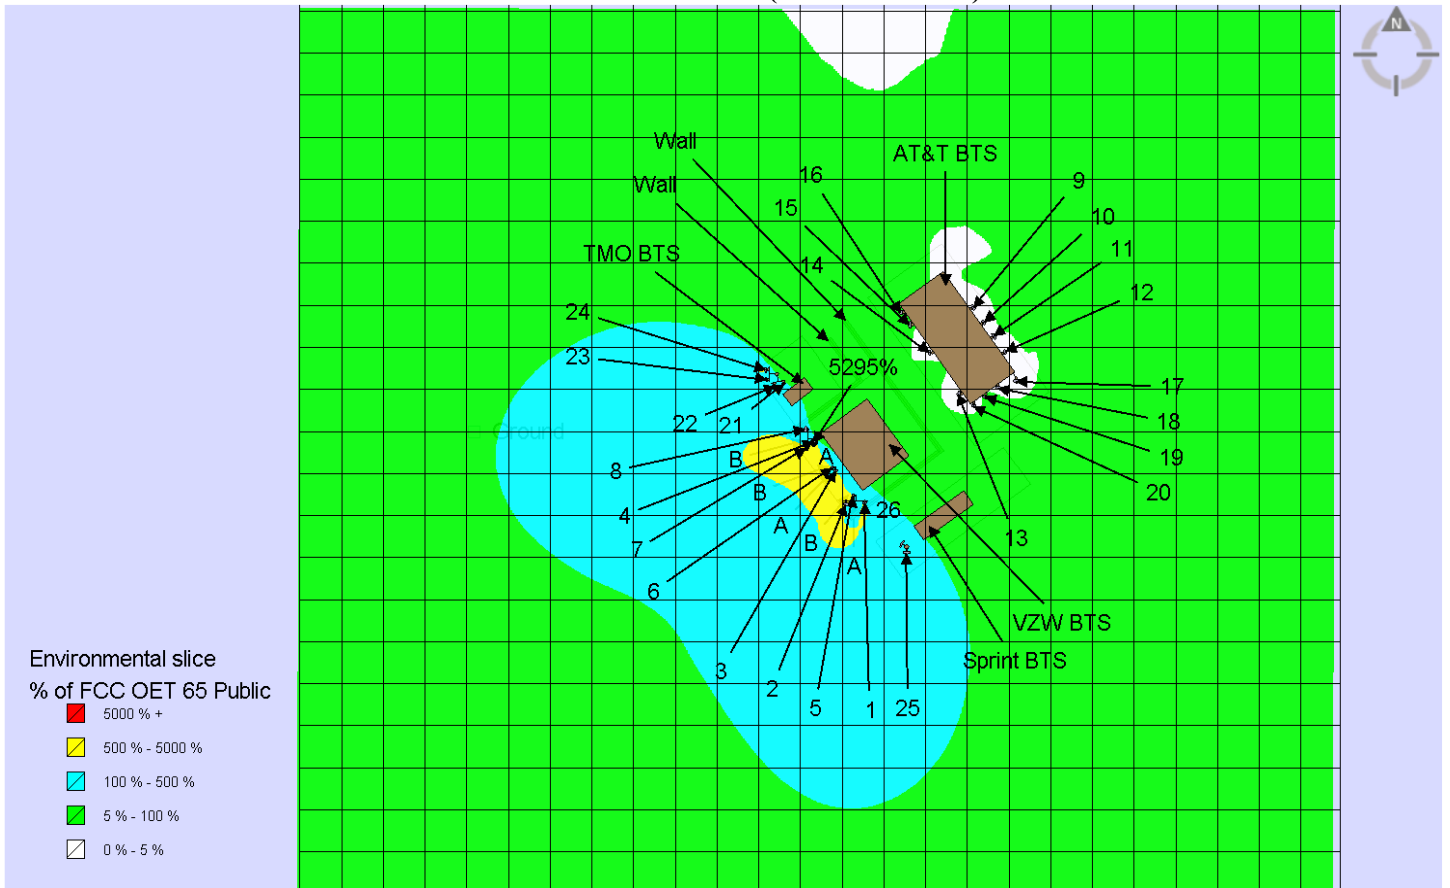 N
Wall
AT&T BTS
Wall
16
9
15
10
TMO BTS
14
11
12
24
23
5295%
17
22
21
18
Ground
8
B
A
19
B
20
4
A
26
7
B
13
A
6
VZW BTS
Sprint BTS
3
2
5
1
25
Environmental slice
% of FCC OET 65 Public
5000 % +
500 % - 5000 %
100 % - 500 %
5 % - 100 %
0 % - 5 %